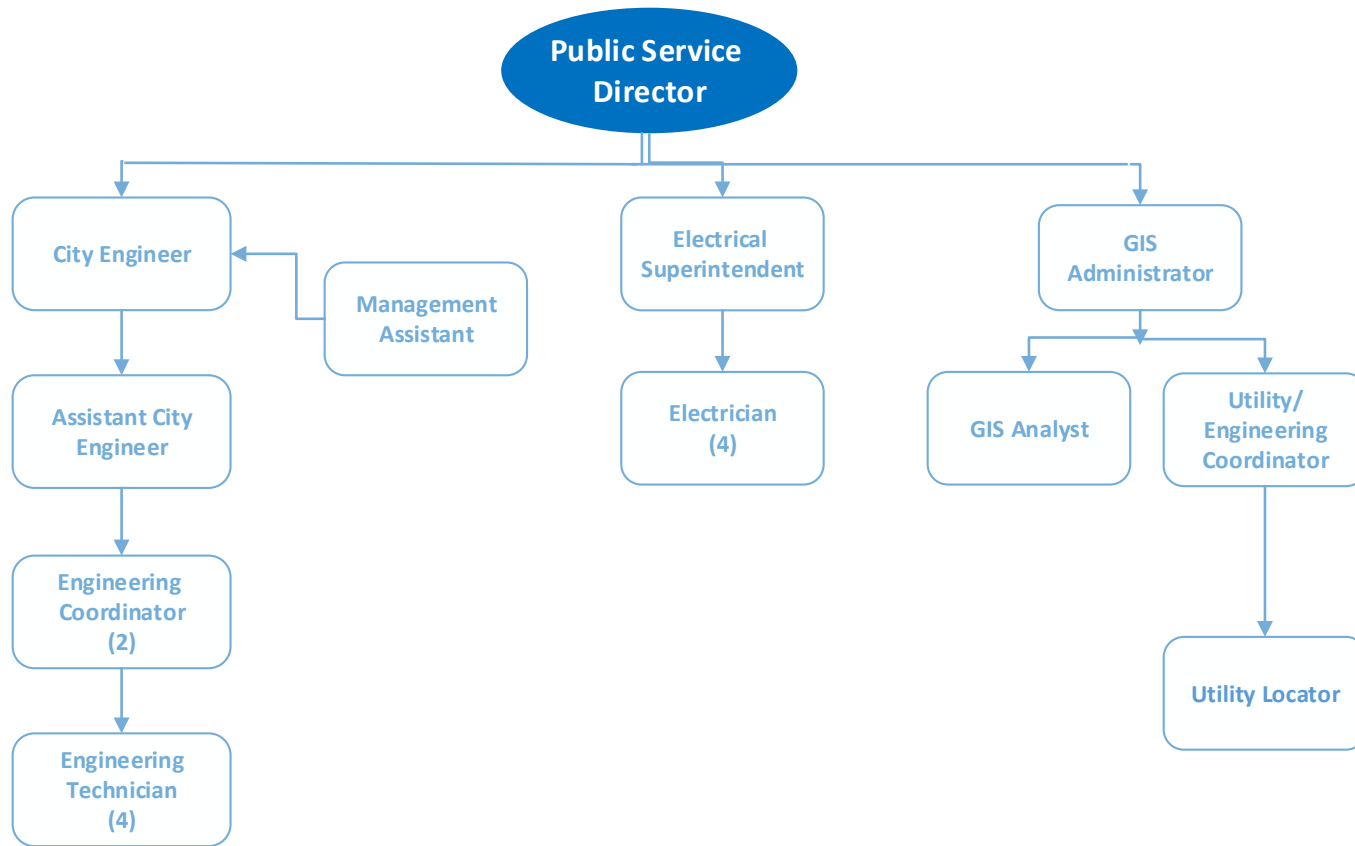 Public Service
Director
City Engineer
Management
Assistant
Electrical
Superintendent
GIS
Administrator
Assistant City
Engineer
Electrician
(4)
GIS Analyst
Utility/
Engineering
Coordinator
Engineering
Coordinator
(2)
Utility Locator
Engineering
Technician
(4)